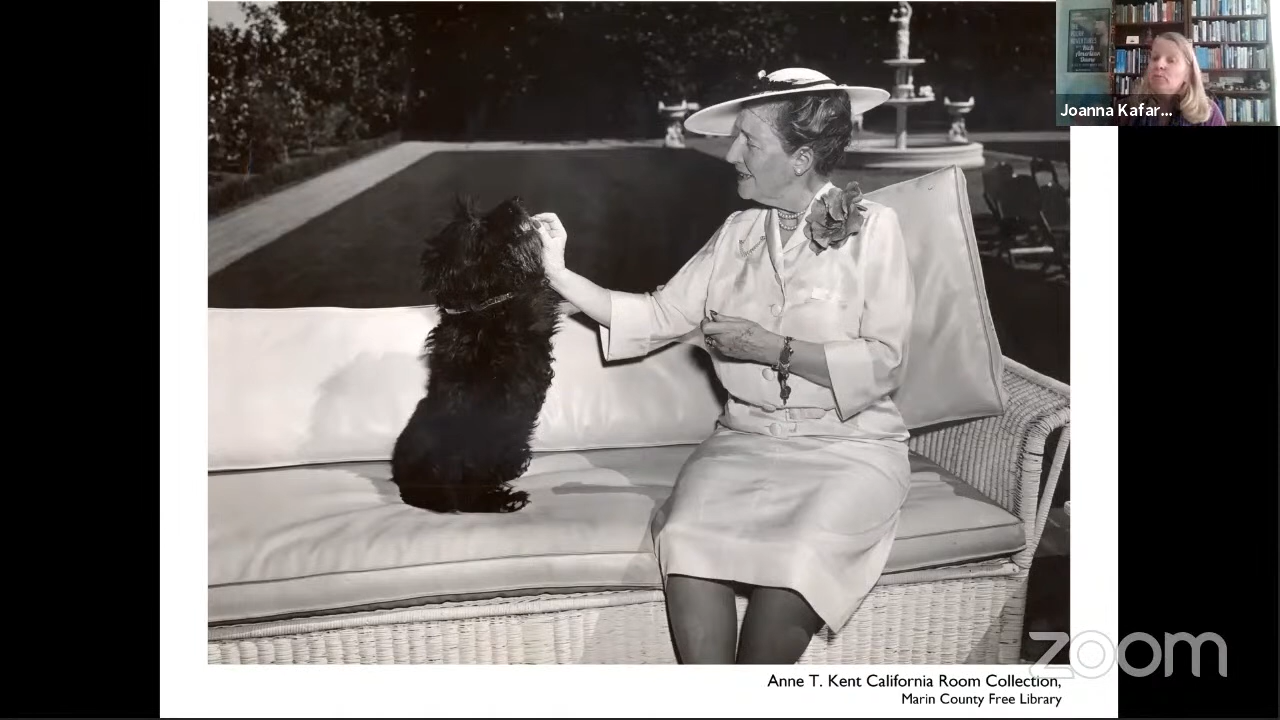 Joanna Kafar...
zoom
Anne T. Kent California Room Collection,
Marin County Free Library